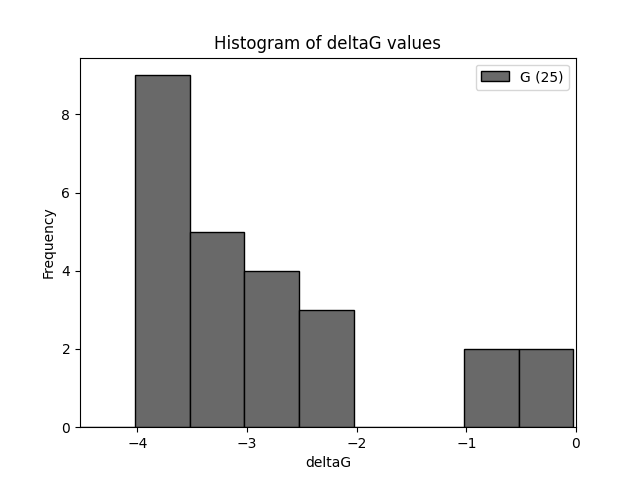 Histogram of deltaG values
G (25)
Frequency
8
6
4
2
0
−4
−3
−2
−1
0
deltaG